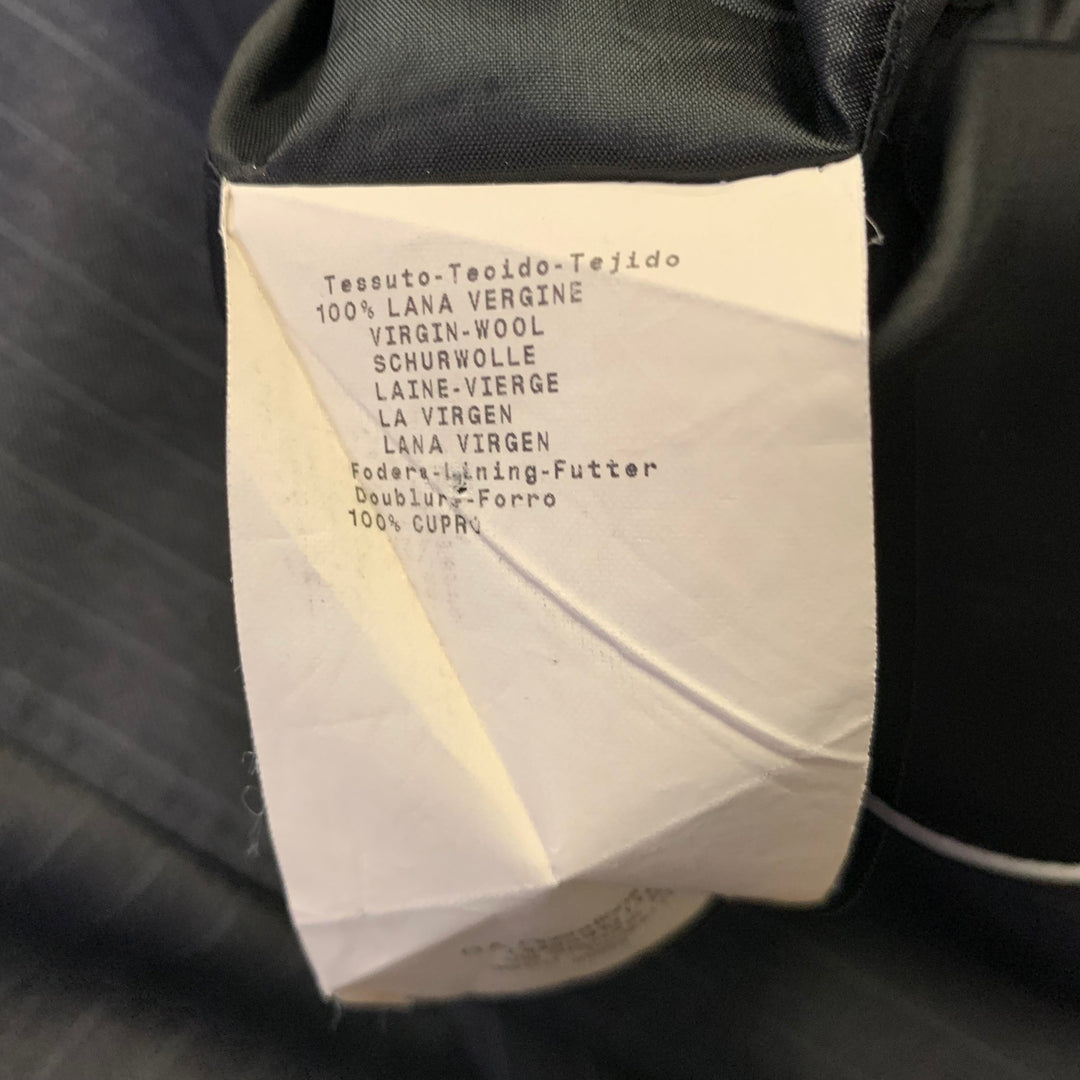 Tessuto-Tecido-Tejido
100% LANA VERGINE
VIRGIN-WOOL
SCHURWOLLE
LAINE-VIERGE
LA VIRGEN
LANA VIRGEN
Fodera-Lining-Futter
Doublure-Forro
100% CUPRO